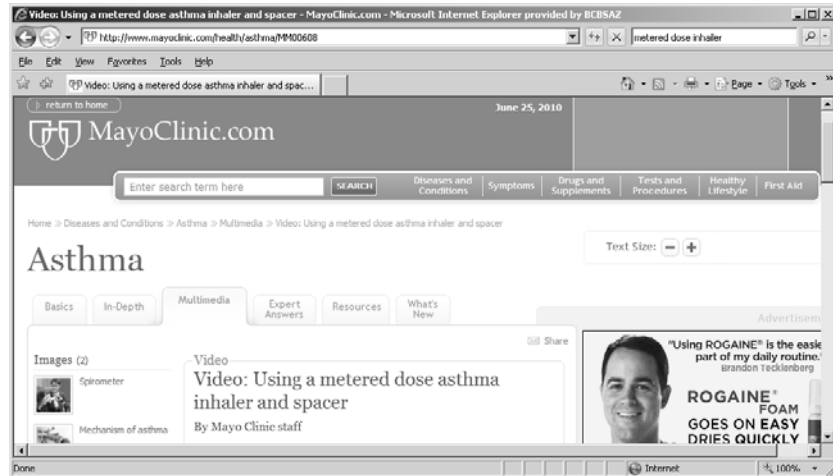 Video: Using a metered dose asthma inhaler and spacer - MayoClinic.com - Microsoft Internet Explorer provided by BCBSAZ
http://www.mayoclinic.com/health/asthma/MM00608
metered dose inhaler
File Edit View Favorites Tools Help
Video: Using a metered dose asthma inhaler and spac...
Page Tools
return to home
June 25, 2010
MayoClinic.com
Enter search term here
SEARCH
Diseases and Conditions
Symptoms
Drugs and Supplements
Tests and Procedures
Healthy Lifestyle
First Aid
Home » Diseases and Conditions » Asthma » Multimedia » Video: Using a metered dose asthma inhaler and spacer
Text Size: − +
Asthma
Basics
In-Depth
Multimedia
Expert Answers
Resources
What's New
Advertisem
Share
Images (2)
Spirometer
Mechanism of asthma
Video
Video: Using a metered dose asthma
inhaler and spacer
By Mayo Clinic staff
"Using ROGAINE® is the easie
part of my daily routine."
Brandon Tecklenberg
ROGAINE®
FOAM
GOES ON EASY
DRIES QUICKLY
Done
Internet
100%